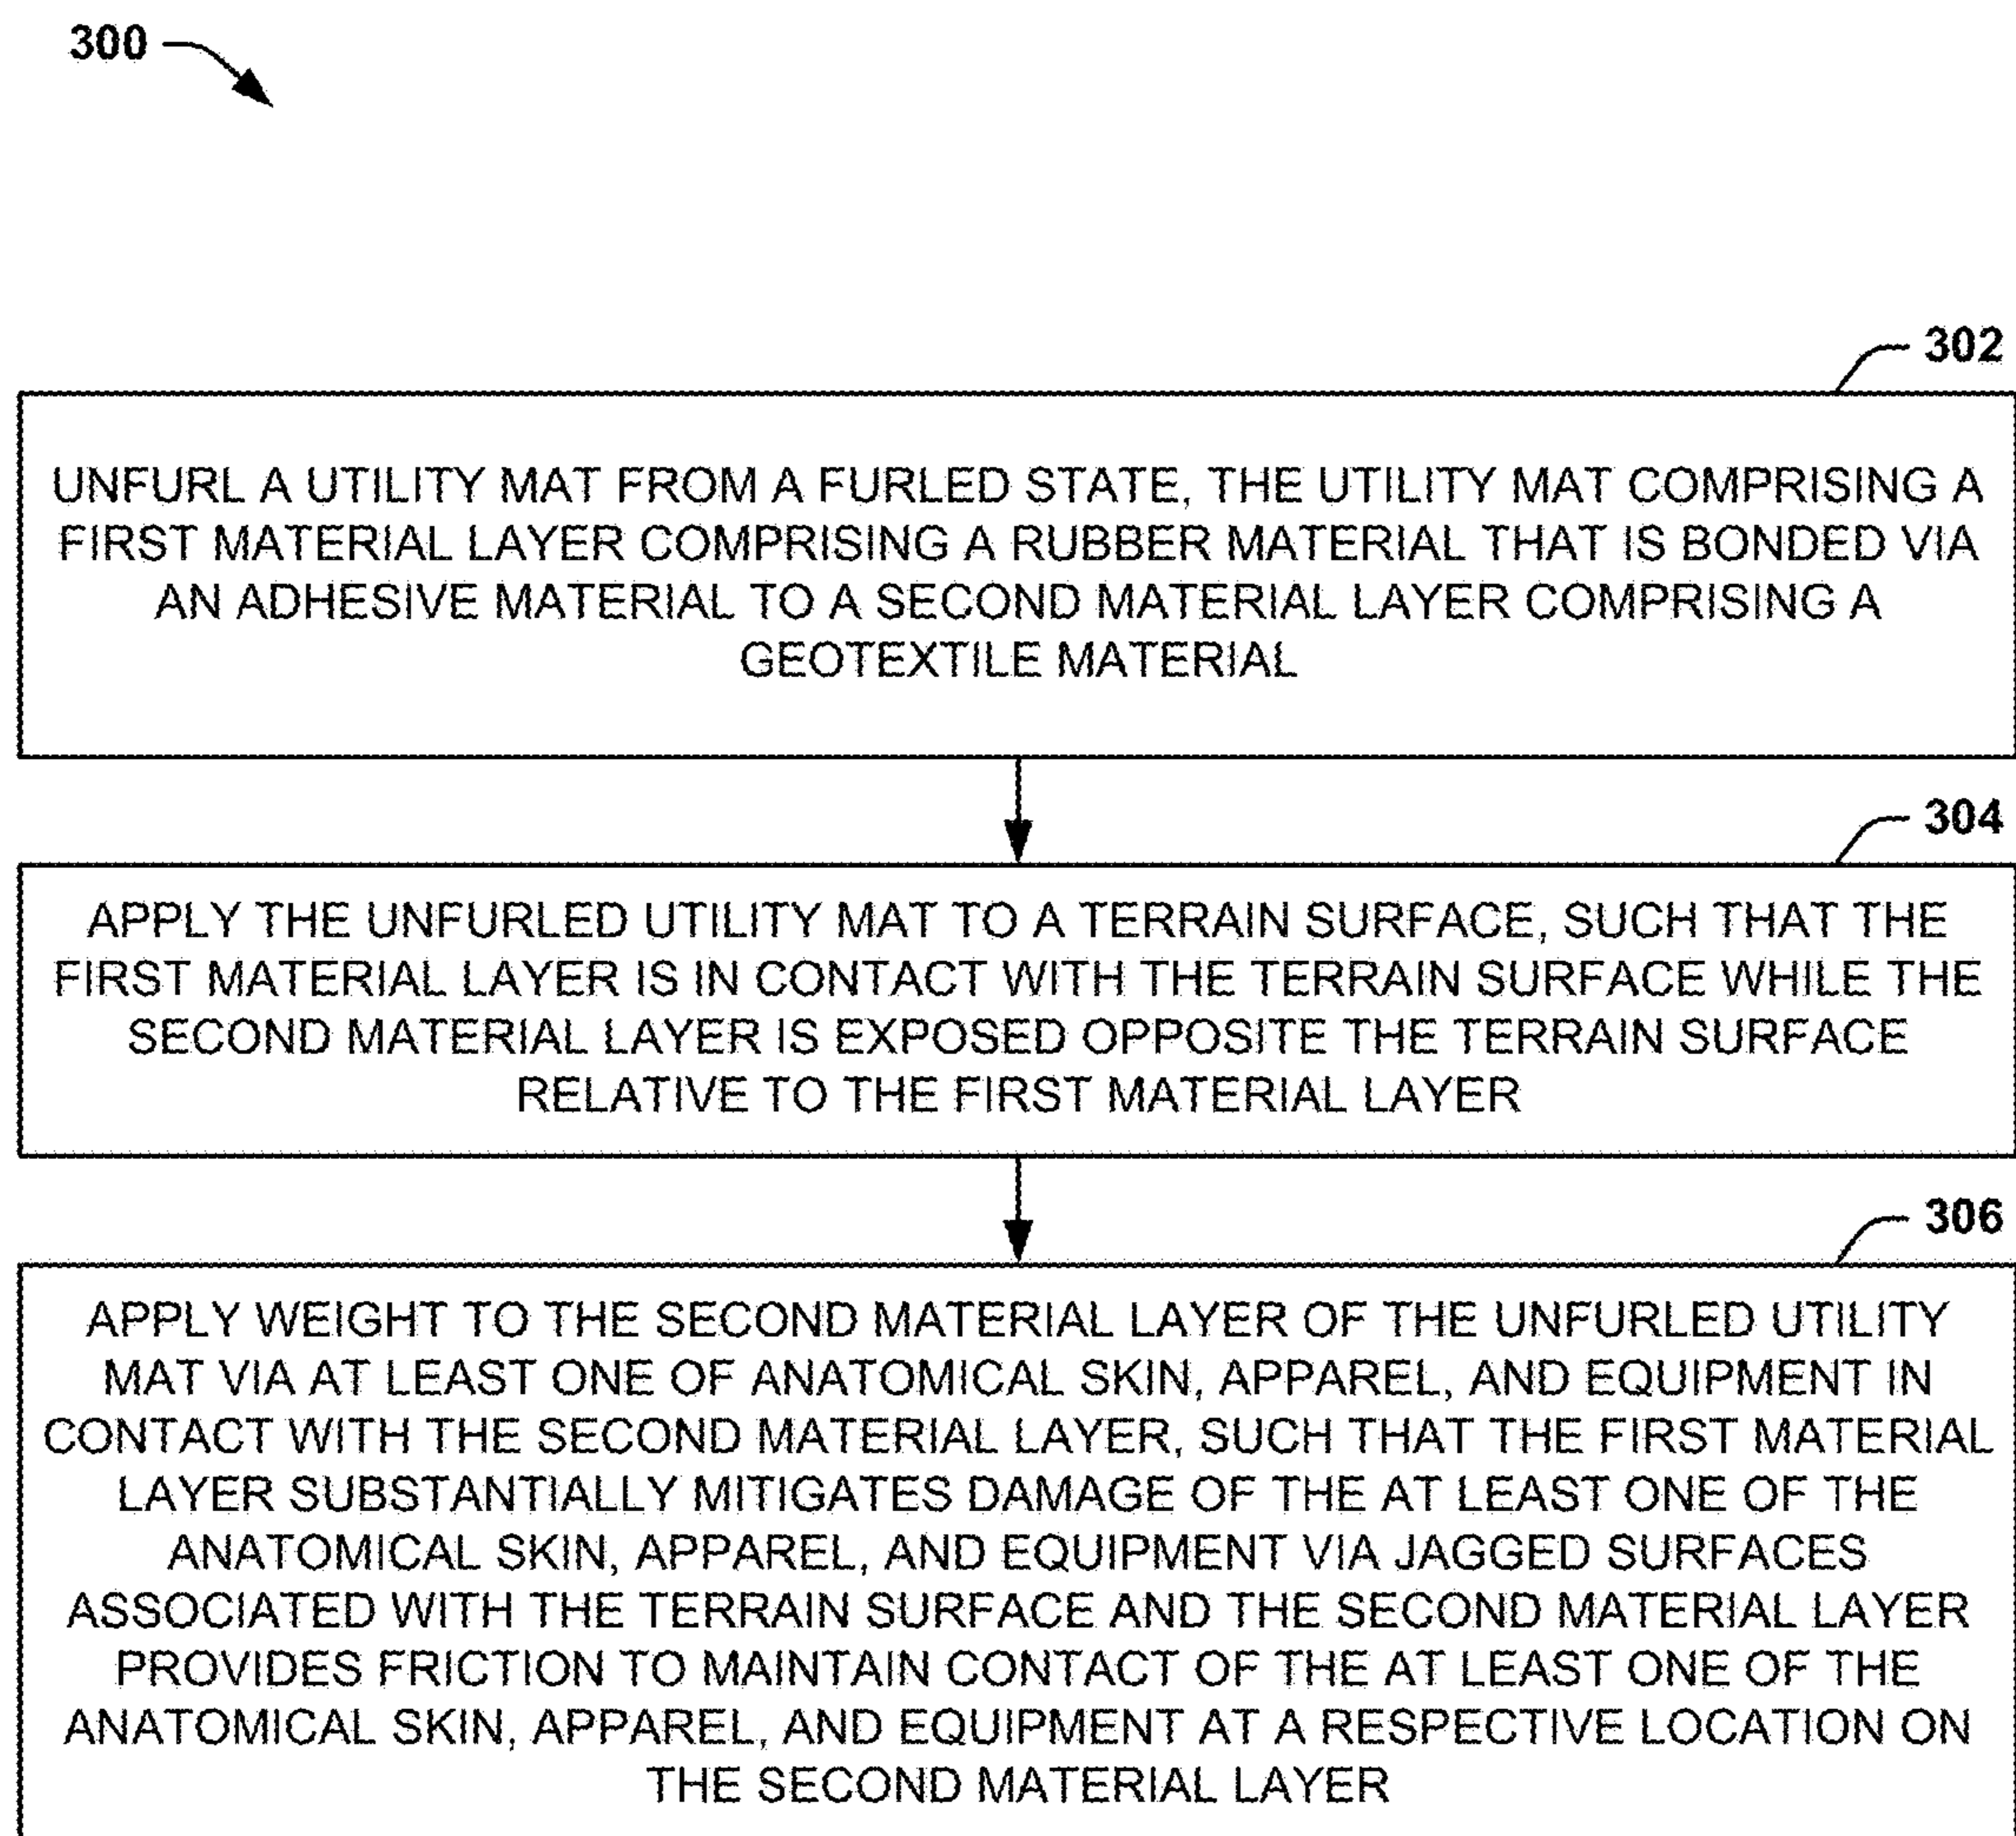 300
302
UNFURL A UTILITY MAT FROM A FURLED STATE, THE UTILITY MAT COMPRISING A
FIRST MATERIAL LAYER COMPRISING A RUBBER MATERIAL THAT IS BONDED VIA
AN ADHESIVE MATERIAL TO A SECOND MATERIAL LAYER COMPRISING A
GEOTEXTILE MATERIAL
304
APPLY THE UNFURLED UTILITY MAT TO A TERRAIN SURFACE, SUCH THAT THE
FIRST MATERIAL LAYER IS IN CONTACT WITH THE TERRAIN SURFACE WHILE THE
SECOND MATERIAL LAYER IS EXPOSED OPPOSITE THE TERRAIN SURFACE
RELATIVE TO THE FIRST MATERIAL LAYER
306
APPLY WEIGHT TO THE SECOND MATERIAL LAYER OF THE UNFURLED UTILITY
MAT VIA AT LEAST ONE OF ANATOMICAL SKIN, APPAREL, AND EQUIPMENT IN
CONTACT WITH THE SECOND MATERIAL LAYER, SUCH THAT THE FIRST MATERIAL
LAYER SUBSTANTIALLY MITIGATES DAMAGE OF THE AT LEAST ONE OF THE
ANATOMICAL SKIN, APPAREL, AND EQUIPMENT VIA JAGGED SURFACES
ASSOCIATED WITH THE TERRAIN SURFACE AND THE SECOND MATERIAL LAYER
PROVIDES FRICTION TO MAINTAIN CONTACT OF THE AT LEAST ONE OF THE
ANATOMICAL SKIN, APPAREL, AND EQUIPMENT AT A RESPECTIVE LOCATION ON
THE SECOND MATERIAL LAYER